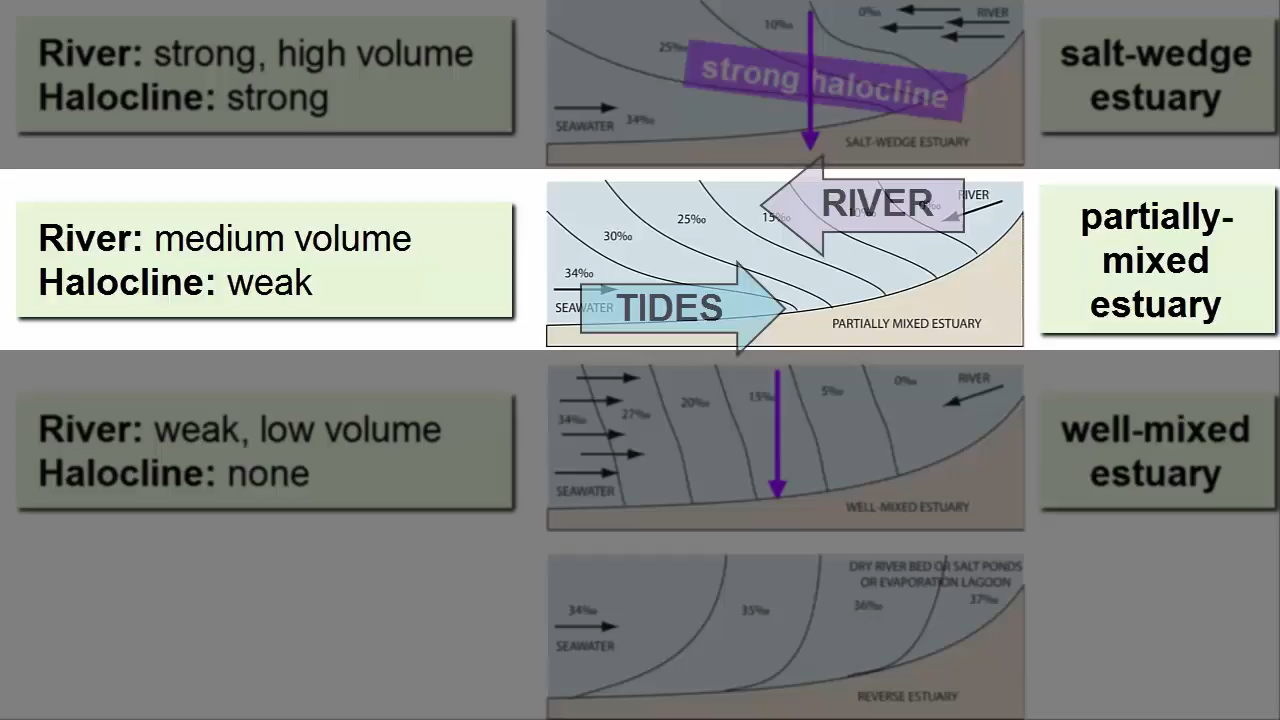 River: strong, high volume
Halocline: strong
10‰
0‰
RIVER
25‰
strong halocline
SEAWATER
34‰
SALT-WEDGE ESTUARY
salt-wedge
estuary
River: medium volume
Halocline: weak
RIVER
RIVER
25‰
15‰
30‰
34‰
SEAWATER
TIDES
PARTIALLY MIXED ESTUARY
partially-
mixed
estuary
River: weak, low volume
Halocline: none
34‰
27‰
20‰
15‰
5‰
0‰
RIVER
SEAWATER
WELL-MIXED ESTUARY
well-mixed
estuary
DRY RIVER BED OR SALT PONDS
OR EVAPORATION LAGOON
34‰
35‰
36‰
37‰
SEAWATER
REVERSE ESTUARY